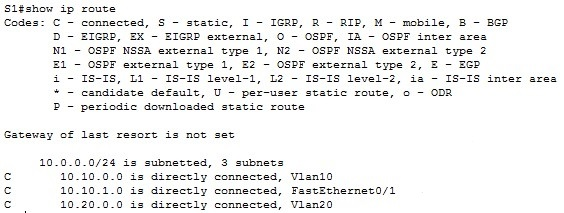 S1#show ip route
Codes: C - connected, S - static, I - IGRP, R - RIP, M - mobile, B - BGP
D - EIGRP, EX - EIGRP external, O - OSPF, IA - OSPF inter area
N1 - OSPF NSSA external type 1, N2 - OSPF NSSA external type 2
E1 - OSPF external type 1, E2 - OSPF external type 2, E - EGP
i - IS-IS, L1 - IS-IS level-1, L2 - IS-IS level-2, ia - IS-IS inter area
* - candidate default, U - per-user static route, o - ODR
P - periodic downloaded static route
Gateway of last resort is not set
10.0.0.0/24 is subnetted, 3 subnets
C 10.10.0.0 is directly connected, Vlan10
C 10.10.1.0 is directly connected, FastEthernet0/1
C 10.20.0.0 is directly connected, Vlan20